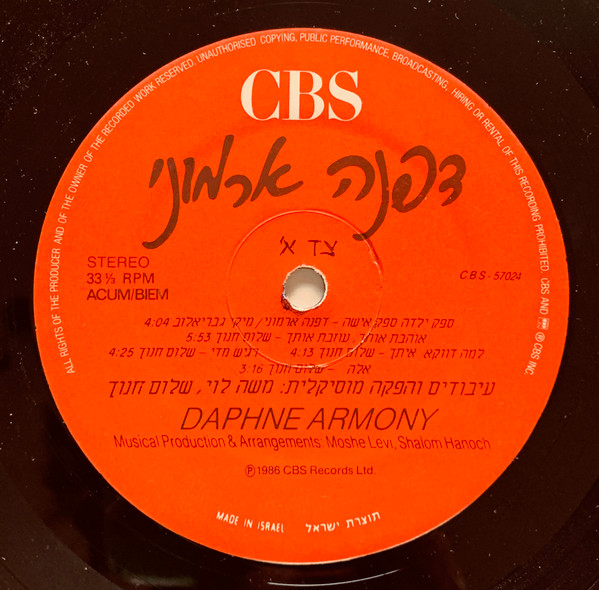 ALL RIGHTS OF THE PRODUCER AND OF THE OWNER OF THE RECORDED WORK RESERVED. UNAUTHORISED COPYING, PUBLIC PERFORMANCE, BROADCASTING, HIRING OR RENTAL OF THIS RECORDING PROHIBITED. CBS AND ® CBS INC.
CBS
דפנה ארמוני
צד א'
STEREO
33⅓ RPM
ACUM/BIEM
C.B.S - 57024
ספק ילדה ספק אישה - דפנה ארמוני/מיקי גבריאלוב 4:04
אוהבת אותך, עוזבת אותך - שלום חנוך 5:53
למה דווקא איתך - שלום חנוך 4:13 רגיש מדי - שלום חנוך 4:25
אלה - שלום חנוך 3:16
עיבודים והפקה מוסיקלית: משה לוי, שלום חנוך
DAPHNE ARMONY
Musical Production & Arrangements: Moshe Levi, Shalom Hanoch
℗1986 CBS Records Ltd.
MADE IN ISRAEL תוצרת ישראל